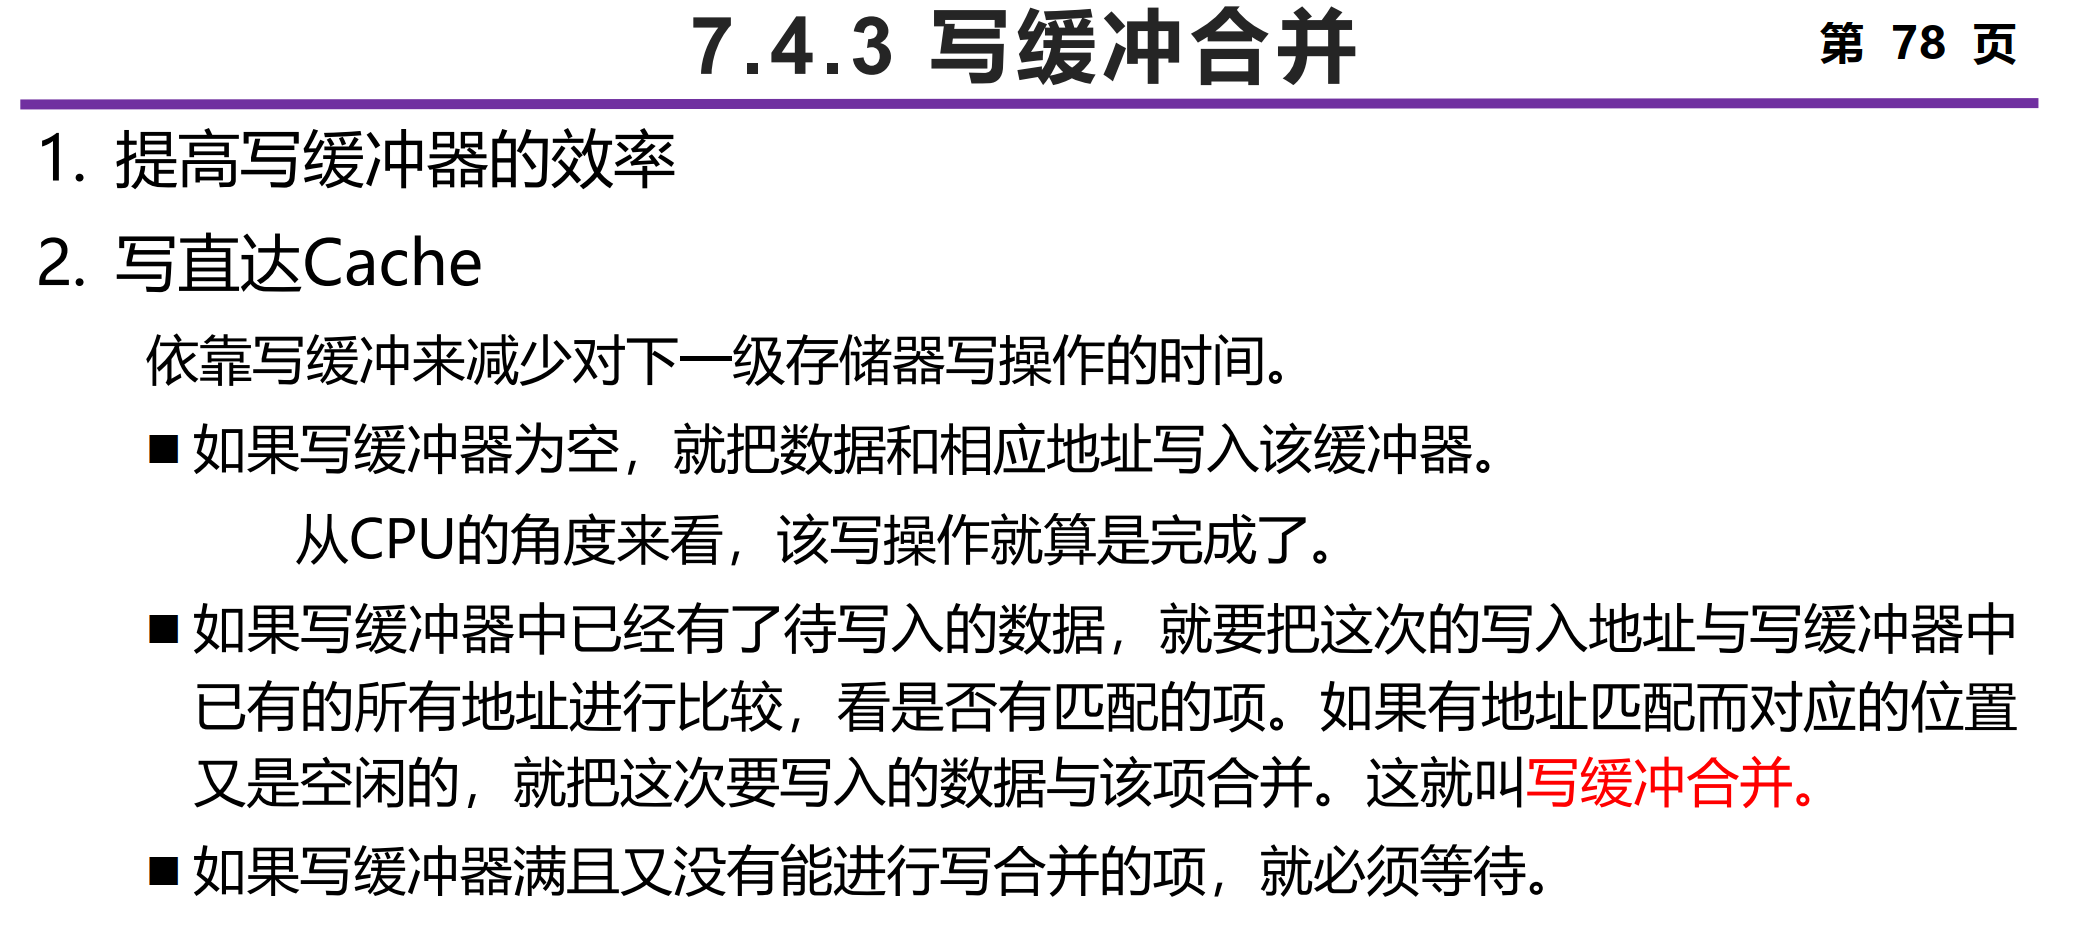 7.4.3 写缓冲合并
第 78 页
1. 提高写缓冲器的效率
2. 写直达Cache
依靠写缓冲来减少对下一级存储器写操作的时间。
■ 如果写缓冲器为空，就把数据和相应地址写入该缓冲器。
从CPU的角度来看，该写操作就算是完成了。
■ 如果写缓冲器中已经有了待写入的数据，就要把这次的写入地址与写缓冲器中
已有的所有地址进行比较，看是否有匹配的项。如果有地址匹配而对应的位置
又是空闲的，就把这次要写入的数据与该项合并。这就叫写缓冲合并。
■ 如果写缓冲器满且又没有能进行写合并的项，就必须等待。